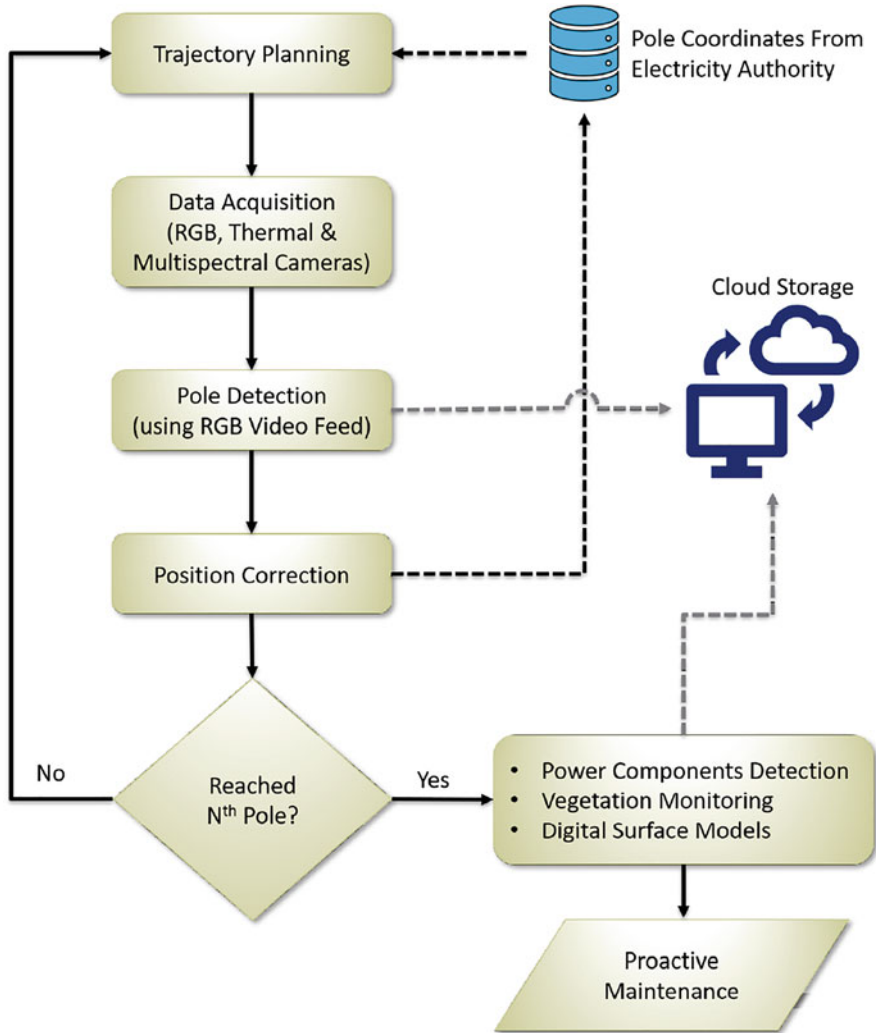 Trajectory Planning
Pole Coordinates From
Electricity Authority
Data Acquisition
(RGB, Thermal &
Multispectral Cameras)
Cloud Storage
Pole Detection
(using RGB Video Feed)
Position Correction
No
Reached
Nth Pole?
Yes
• Power Components Detection
• Vegetation Monitoring
• Digital Surface Models
Proactive
Maintenance